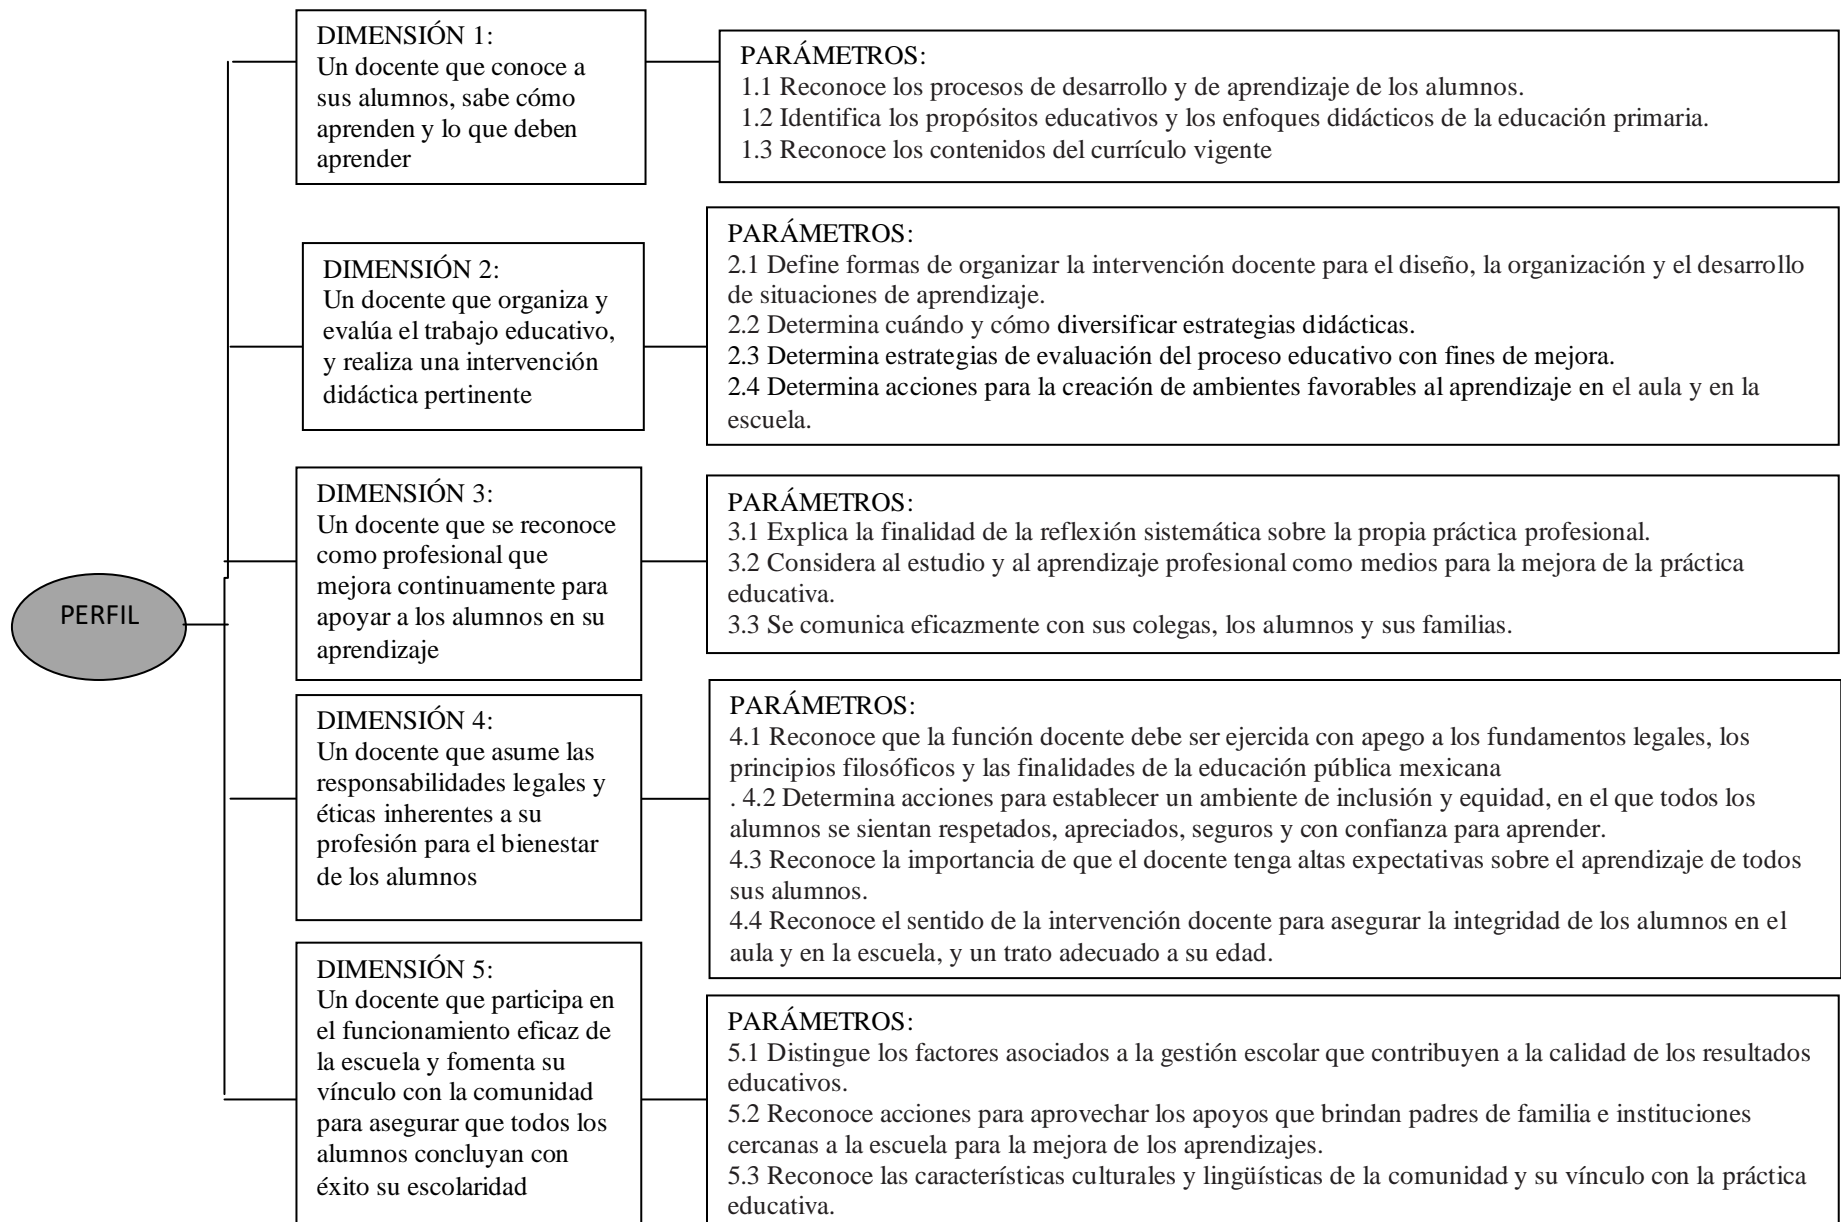 DIMENSIÓN 1:
Un docente que conoce a
sus alumnos, sabe cómo
aprenden y lo que deben
aprender
PARÁMETROS:
1.1 Reconoce los procesos de desarrollo y de aprendizaje de los alumnos.
1.2 Identifica los propósitos educativos y los enfoques didácticos de la educación primaria.
1.3 Reconoce los contenidos del currículo vigente
DIMENSIÓN 2:
Un docente que organiza y
evalúa el trabajo educativo,
y realiza una intervención
didáctica pertinente
PARÁMETROS:
2.1 Define formas de organizar la intervención docente para el diseño, la organización y el desarrollo
de situaciones de aprendizaje.
2.2 Determina cuándo y cómo diversificar estrategias didácticas.
2.3 Determina estrategias de evaluación del proceso educativo con fines de mejora.
2.4 Determina acciones para la creación de ambientes favorables al aprendizaje en el aula y en la
escuela.
PERFIL
DIMENSIÓN 3:
Un docente que se reconoce
como profesional que
mejora continuamente para
apoyar a los alumnos en su
aprendizaje
PARÁMETROS:
3.1 Explica la finalidad de la reflexión sistemática sobre la propia práctica profesional.
3.2 Considera al estudio y al aprendizaje profesional como medios para la mejora de la práctica
educativa.
3.3 Se comunica eficazmente con sus colegas, los alumnos y sus familias.
DIMENSIÓN 4:
Un docente que asume las
responsabilidades legales y
éticas inherentes a su
profesión para el bienestar
de los alumnos
PARÁMETROS:
4.1 Reconoce que la función docente debe ser ejercida con apego a los fundamentos legales, los
principios filosóficos y las finalidades de la educación pública mexicana
. 4.2 Determina acciones para establecer un ambiente de inclusión y equidad, en el que todos los
alumnos se sientan respetados, apreciados, seguros y con confianza para aprender.
4.3 Reconoce la importancia de que el docente tenga altas expectativas sobre el aprendizaje de todos
sus alumnos.
4.4 Reconoce el sentido de la intervención docente para asegurar la integridad de los alumnos en el
aula y en la escuela, y un trato adecuado a su edad.
DIMENSIÓN 5:
Un docente que participa en
el funcionamiento eficaz de
la escuela y fomenta su
vínculo con la comunidad
para asegurar que todos los
alumnos concluyan con
éxito su escolaridad
PARÁMETROS:
5.1 Distingue los factores asociados a la gestión escolar que contribuyen a la calidad de los resultados
educativos.
5.2 Reconoce acciones para aprovechar los apoyos que brindan padres de familia e instituciones
cercanas a la escuela para la mejora de los aprendizajes.
5.3 Reconoce las características culturales y lingüísticas de la comunidad y su vínculo con la práctica
educativa.